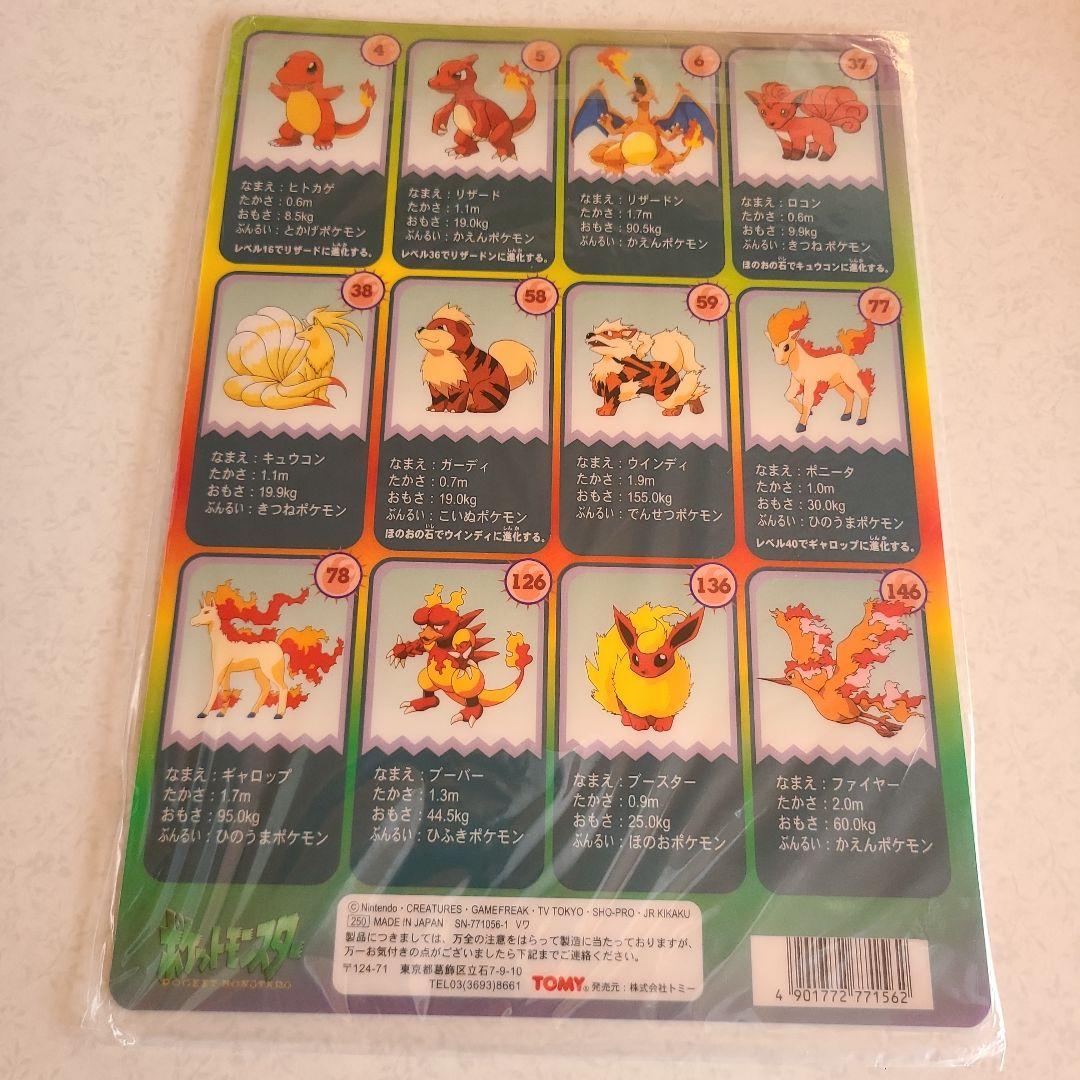 4
なまえ：ヒトカゲ
たかさ：0.6m
おもさ：8.5kg
ぶんるい：とかげポケモン
レベル16でリザードに進化する。
5
なまえ：リザード
たかさ：1.1m
おもさ：19.0kg
ぶんるい：かえんポケモン
レベル36でリザードンに進化する。
6
なまえ：リザードン
たかさ：1.7m
おもさ：90.5kg
ぶんるい：かえんポケモン
37
なまえ：ロコン
たかさ：0.6m
おもさ：9.9kg
ぶんるい：きつねポケモン
ほのおの石でキュウコンに進化する。
38
なまえ：キュウコン
たかさ：1.1m
おもさ：19.9kg
ぶんるい：きつねポケモン
58
なまえ：ガーディ
たかさ：0.7m
おもさ：19.0kg
ぶんるい：こいぬポケモン
ほのおの石でウインディに進化する。
59
なまえ：ウインディ
たかさ：1.9m
おもさ：155.0kg
ぶんるい：でんせつポケモン
77
なまえ：ポニータ
たかさ：1.0m
おもさ：30.0kg
ぶんるい：ひのうまポケモン
レベル40でギャロップに進化する。
78
なまえ：ギャロップ
たかさ：1.7m
おもさ：95.0kg
ぶんるい：ひのうまポケモン
126
なまえ：ブーバー
たかさ：1.3m
おもさ：44.5kg
ぶんるい：ひふきポケモン
136
なまえ：ブースター
たかさ：0.9m
おもさ：25.0kg
ぶんるい：ほのおポケモン
146
なまえ：ファイヤー
たかさ：2.0m
おもさ：60.0kg
ぶんるい：かえんポケモン
ポケットモンスター
POCKET MONSTERS
©Nintendo・CREATURES・GAMEFREAK・TV TOKYO・SHO-PRO・JR KIKAKU
250 MADE IN JAPAN SN-771056-1 Vワ
製品につきましては、万全の注意をはらって製造に当たっておりますが、
万一お気付きの点がございましたら下記までご連絡ください。
〒124-71 東京都葛飾区立石7-9-10
TEL03(3693)8661 TOMY® 発売元：株式会社トミー
4 901772 771562